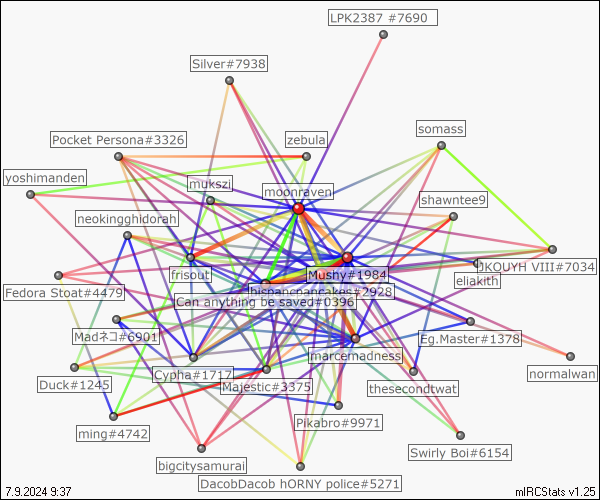 LPK2387 #7690
Silver#7938
somass
Pocket Persona#3326
zebula
yoshimanden
mukszi
moonraven
shawntee9
neokingghidorah
frisout
Mushy#1984
JKOUYH VIII#7034
eliakith
Fedora Stoat#4479
hispanicpancakes#2928
Can anything be saved#0396
Madネコ#6901
Eg.Master#1378
marcemadness
Cypha#1717
normalwan
Duck#1245
Majestic#3375
thesecondtwat
Pikabro#9971
ming#4742
Swirly Boi#6154
bigcitysamurai
DacobDacob hORNY police#5271
7.9.2024 9:37
mIRCStats v1.25